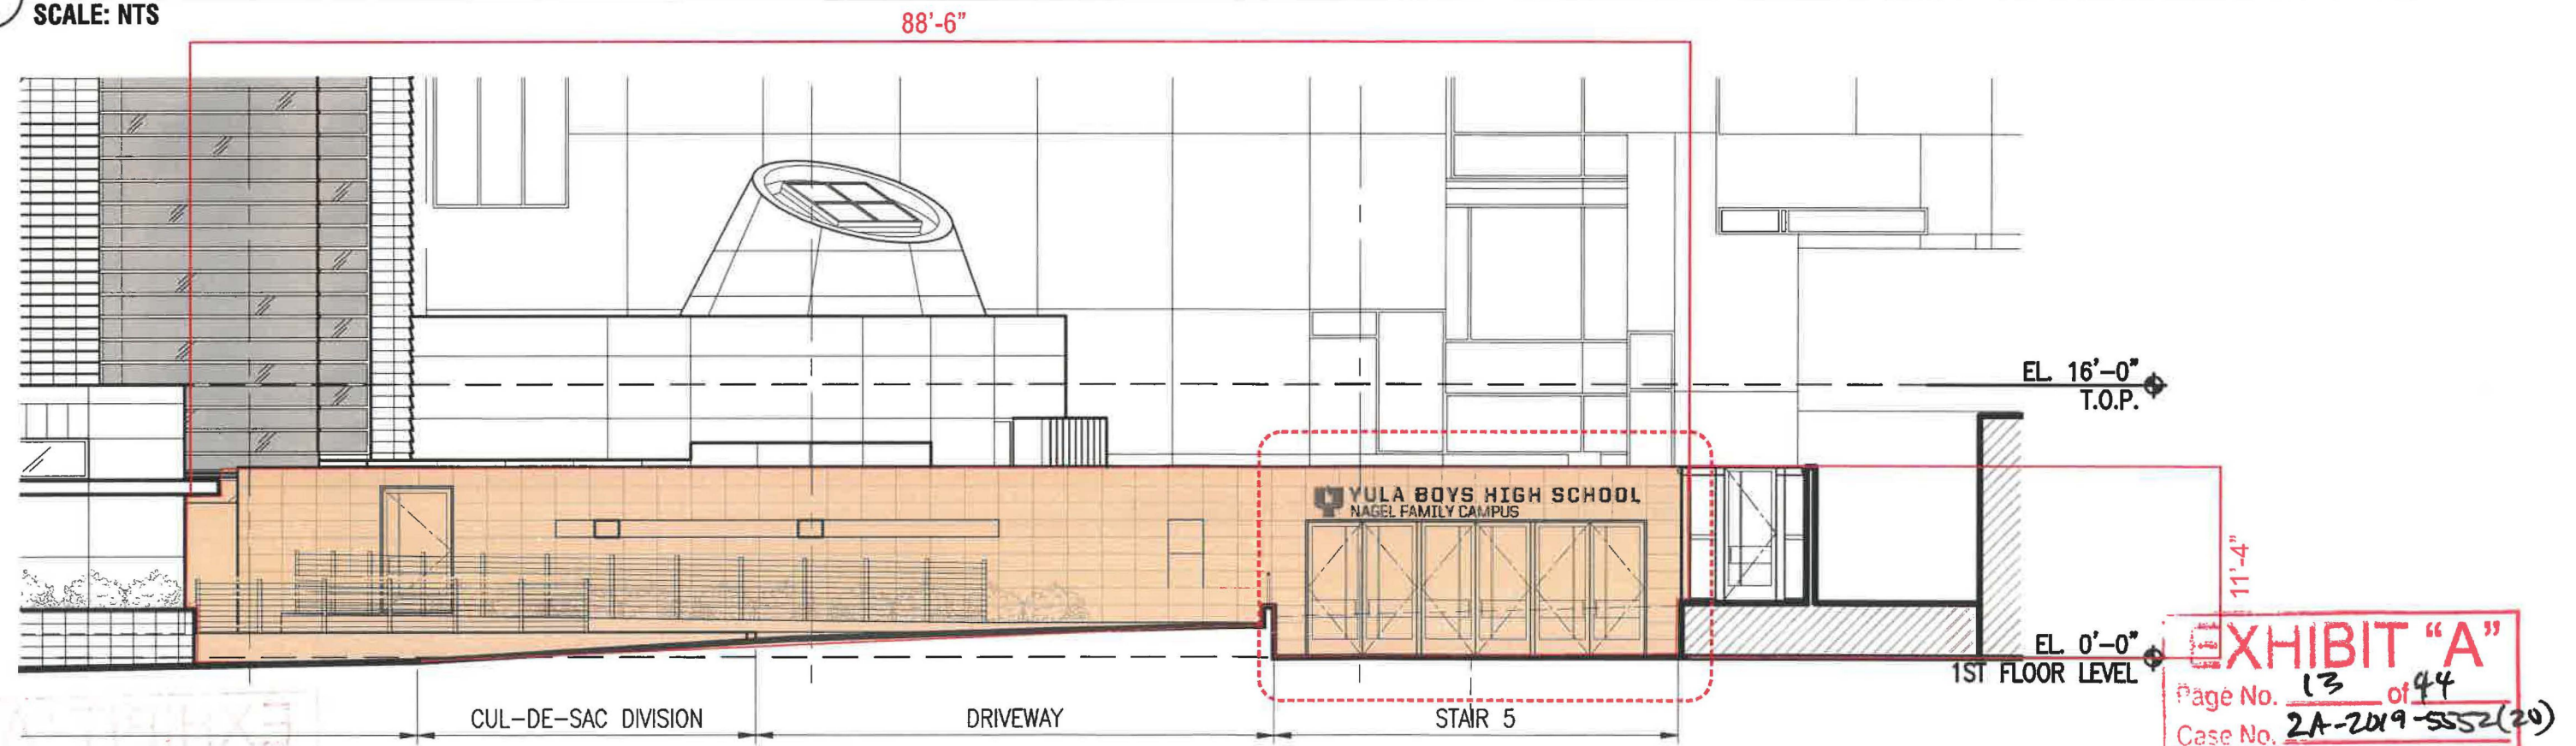 SCALE: NTS
88'-6"
EL. 16'-0"
T.O.P.
YULA BOYS HIGH SCHOOL
NAGEL FAMILY CAMPUS
11'-4"
EL. 0'-0"
1ST FLOOR LEVEL
EXHIBIT "A"
Page No. 13 of 44
Case No. ZA-2019-5552(ZV)
CUL-DE-SAC DIVISION
DRIVEWAY
STAIR 5